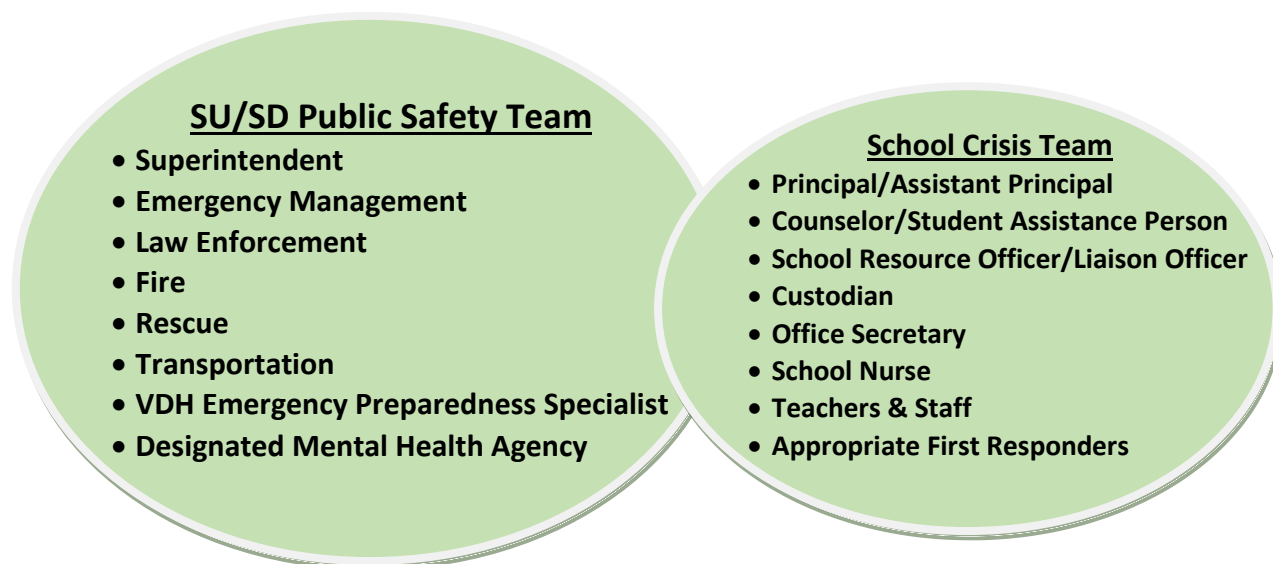 SU/SD Public Safety Team
• Superintendent
• Emergency Management
• Law Enforcement
• Fire
• Rescue
• Transportation
• VDH Emergency Preparedness Specialist
• Designated Mental Health Agency
School Crisis Team
• Principal/Assistant Principal
• Counselor/Student Assistance Person
• School Resource Officer/Liaison Officer
• Custodian
• Office Secretary
• School Nurse
• Teachers & Staff
• Appropriate First Responders